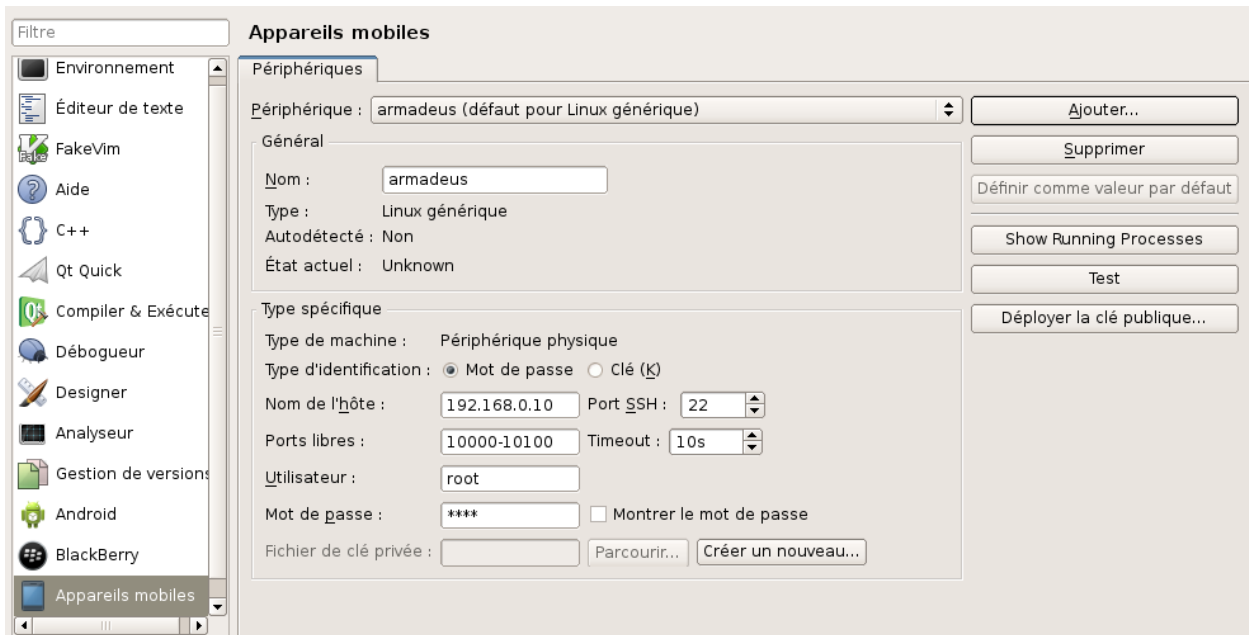 Filtre
Environnement
Éditeur de texte
FakeVim
Aide
C++
Qt Quick
Compiler & Exécute
Débogueur
Designer
Analyseur
Gestion de versions
Android
BlackBerry
Appareils mobiles
Appareils mobiles
Périphériques
Périphérique : armadeus (défaut pour Linux générique)
Général
Nom : armadeus
Type : Linux générique
Autodétecté : Non
État actuel : Unknown
Type spécifique
Type de machine : Périphérique physique
Type d'identification : Mot de passe Clé (K)
Nom de l'hôte : 192.168.0.10 Port SSH : 22
Ports libres : 10000-10100 Timeout : 10s
Utilisateur : root
Mot de passe : **** Montrer le mot de passe
Fichier de clé privée : Parcourir... Créer un nouveau...
Ajouter...
Supprimer
Définir comme valeur par défaut
Show Running Processes
Test
Déployer la clé publique...